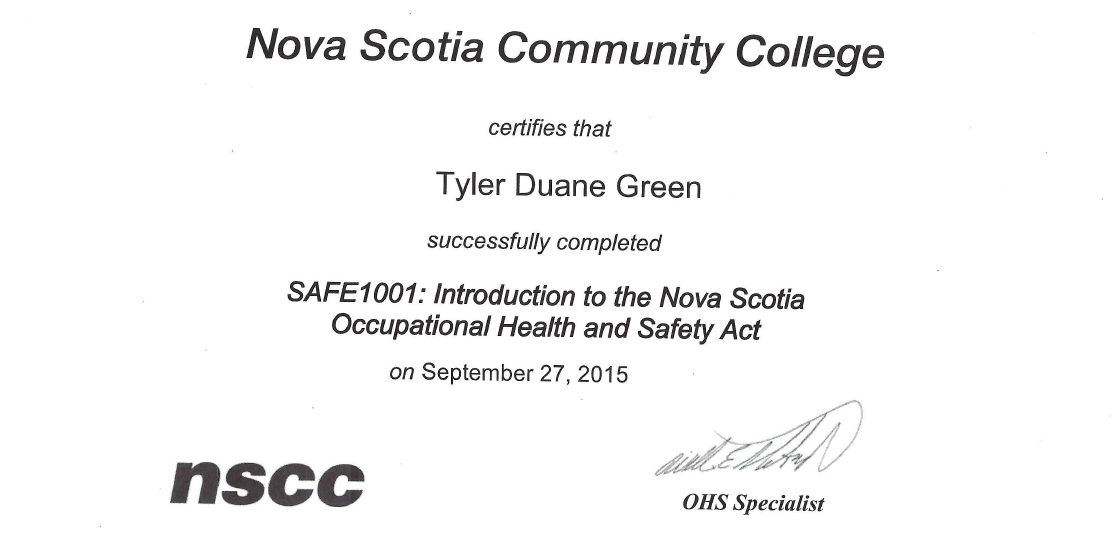 Nova Scotia Community College
certifies that
Tyler Duane Green
successfully completed
SAFE1001: Introduction to the Nova Scotia
Occupational Health and Safety Act
on September 27, 2015
nscc
OHS Specialist